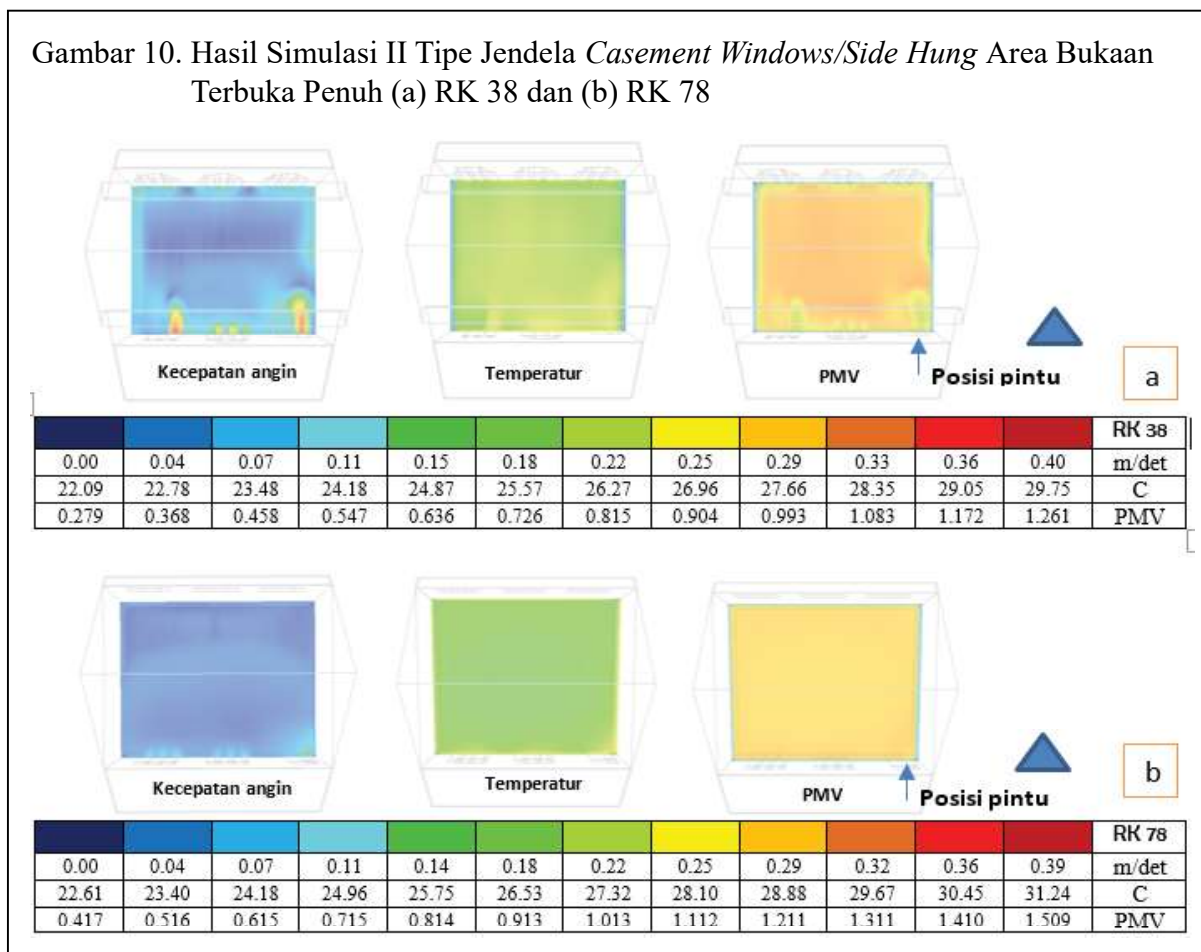 Gambar 10. Hasil Simulasi II Tipe Jendela Casement Windows/Side Hung Area Bukaan
Terbuka Penuh (a) RK 38 dan (b) RK 78
Kecepatan angin
Temperatur
PMV
Posisi pintu
a
RK 38
0.00 0.04 0.07 0.11 0.15 0.18 0.22 0.25 0.29 0.33 0.36 0.40 m/det
22.09 22.78 23.48 24.18 24.87 25.57 26.27 26.96 27.66 28.35 29.05 29.75 C
0.279 0.368 0.458 0.547 0.636 0.726 0.815 0.904 0.993 1.083 1.172 1.261 PMV
Kecepatan angin
Temperatur
PMV
Posisi pintu
b
RK 78
0.00 0.04 0.07 0.11 0.14 0.18 0.22 0.25 0.29 0.32 0.36 0.39 m/det
22.61 23.40 24.18 24.96 25.75 26.53 27.32 28.10 28.88 29.67 30.45 31.24 C
0.417 0.516 0.615 0.715 0.814 0.913 1.013 1.112 1.211 1.311 1.410 1.509 PMV